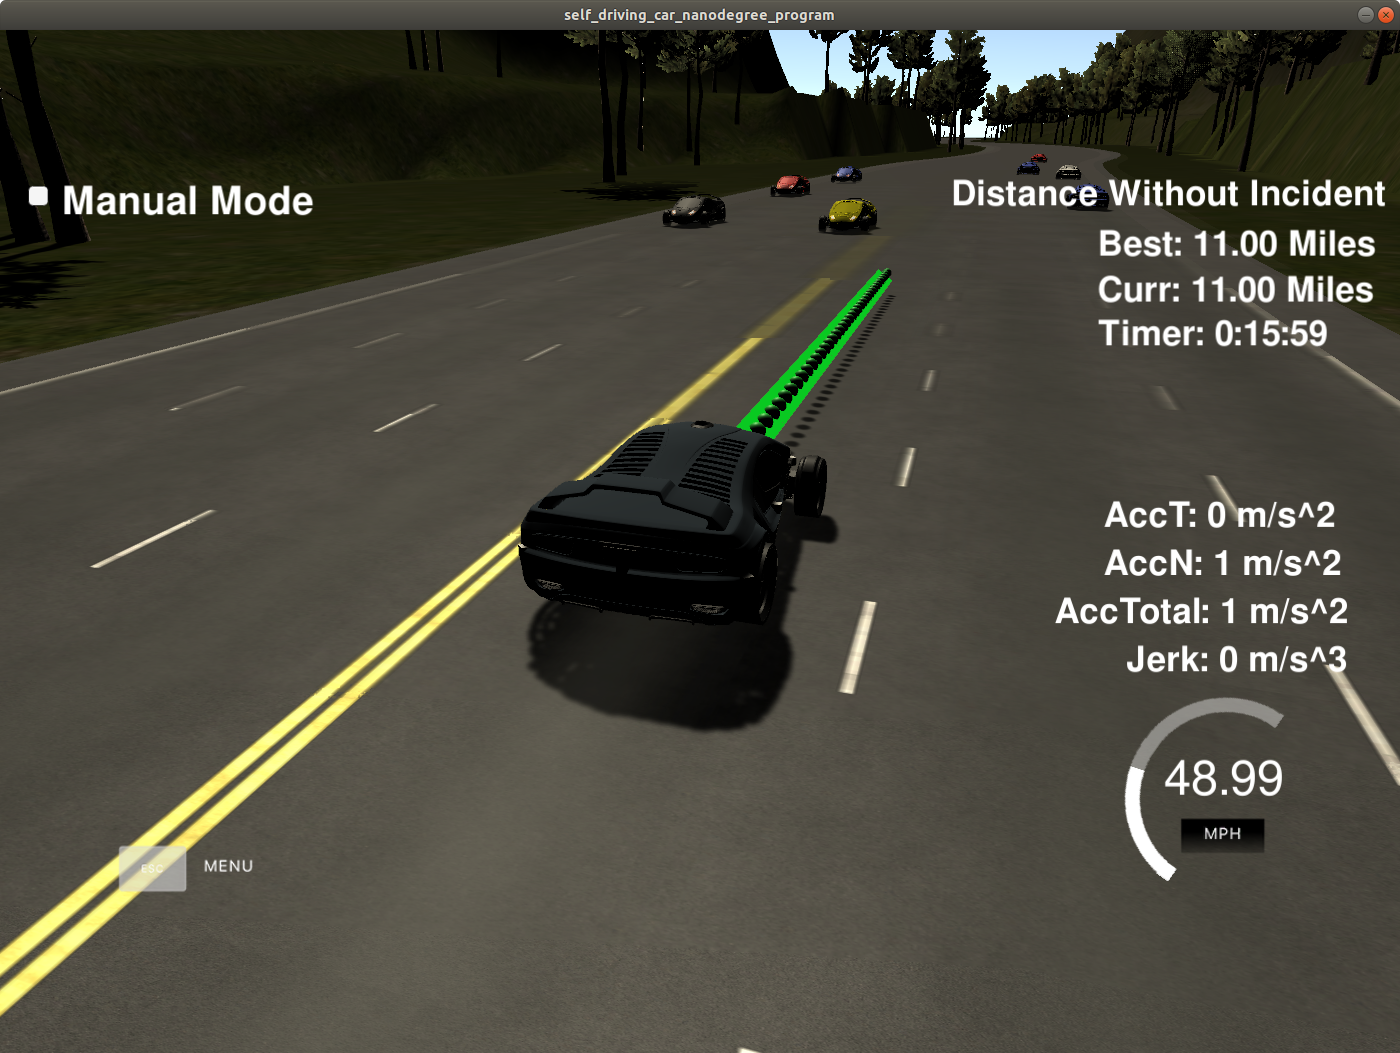 self_driving_car_nanodegree_program
Manual Mode
Distance Without Incident
Best: 11.00 Miles
Curr: 11.00 Miles
Timer: 0:15:59
AccT: 0 m/s^2
AccN: 1 m/s^2
AccTotal: 1 m/s^2
Jerk: 0 m/s^3
48.99
MPH
ESC MENU